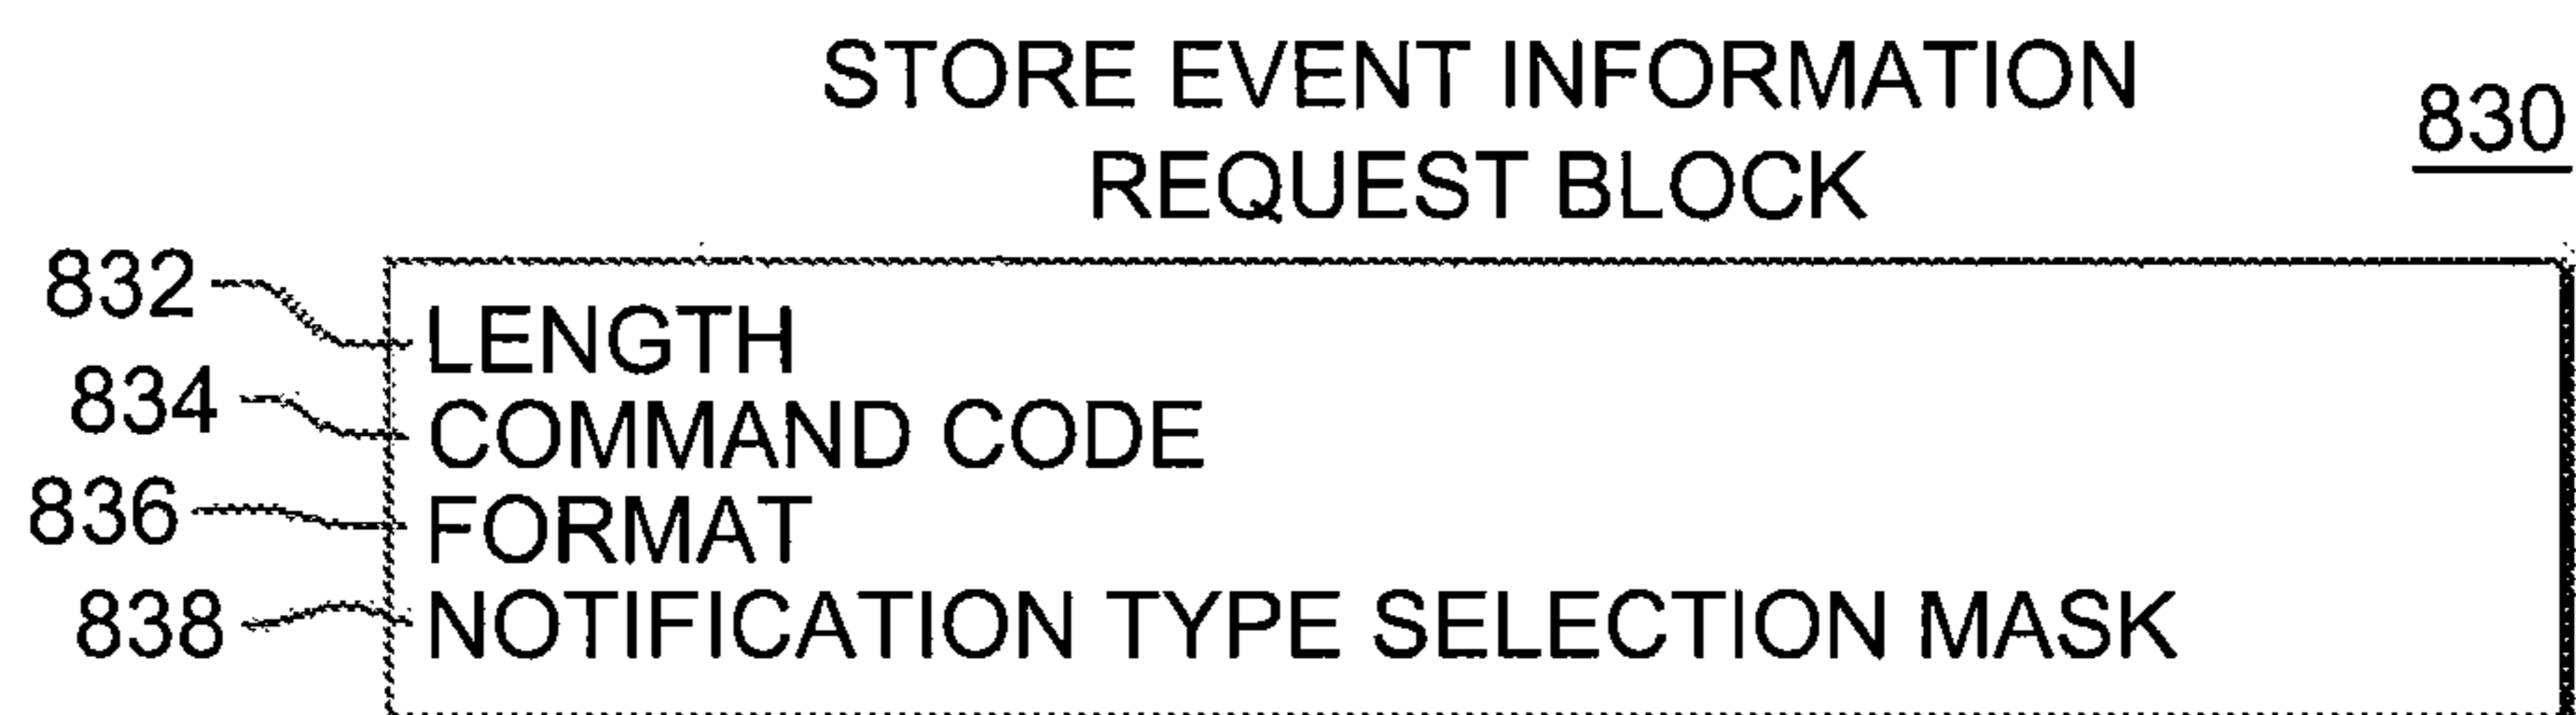 STORE EVENT INFORMATION
REQUEST BLOCK
830
832 LENGTH
834 COMMAND CODE
836 FORMAT
838 NOTIFICATION TYPE SELECTION MASK